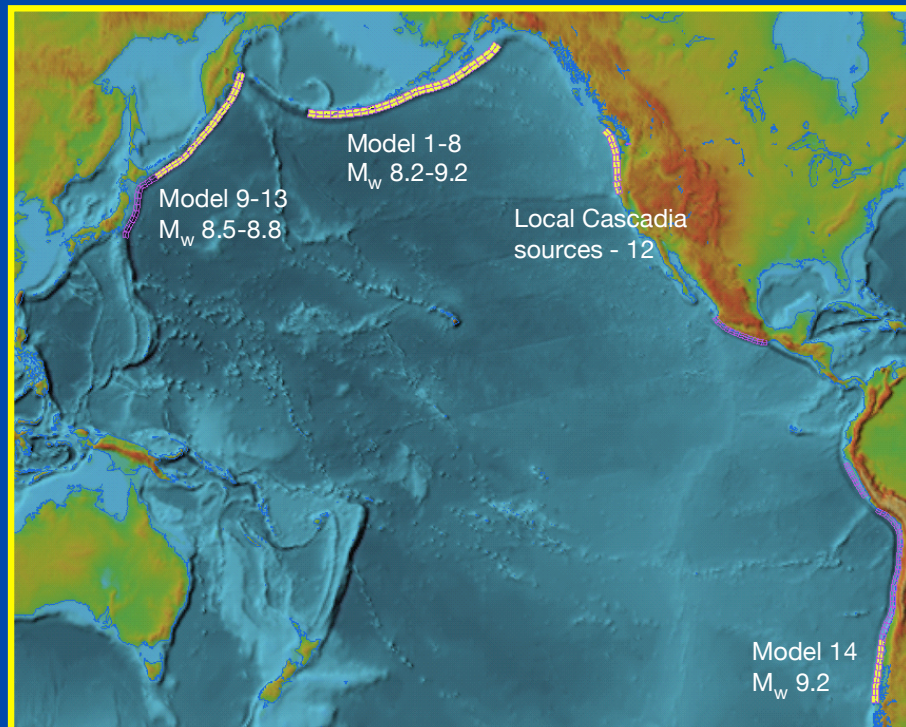 Model 1-8
Mw 8.2-9.2
Model 9-13
Mw 8.5-8.8
Local Cascadia
sources - 12
Model 14
Mw 9.2